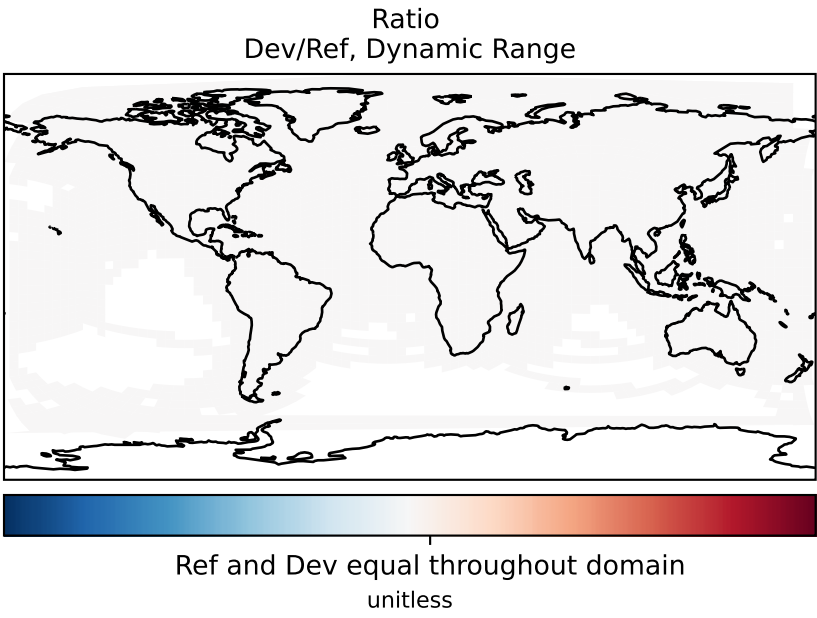 Ratio
Dev/Ref, Dynamic Range
Ref and Dev equal throughout domain
unitless